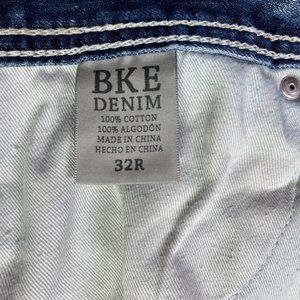 BKE
DENIM
100% COTTON
100% ALGODÓN
MADE IN CHINA
HECHO EN CHINA
32R